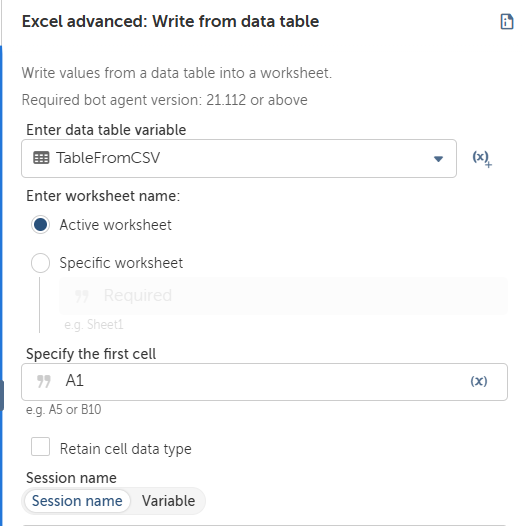 Excel advanced: Write from data table
Write values from a data table into a worksheet.
Required bot agent version: 21.112 or above
Enter data table variable
TableFromCSV
(x)+
Enter worksheet name:
Active worksheet
Specific worksheet
Required
e.g. Sheet1
Specify the first cell
A1
(x)
e.g. A5 or B10
Retain cell data type
Session name
Session name Variable